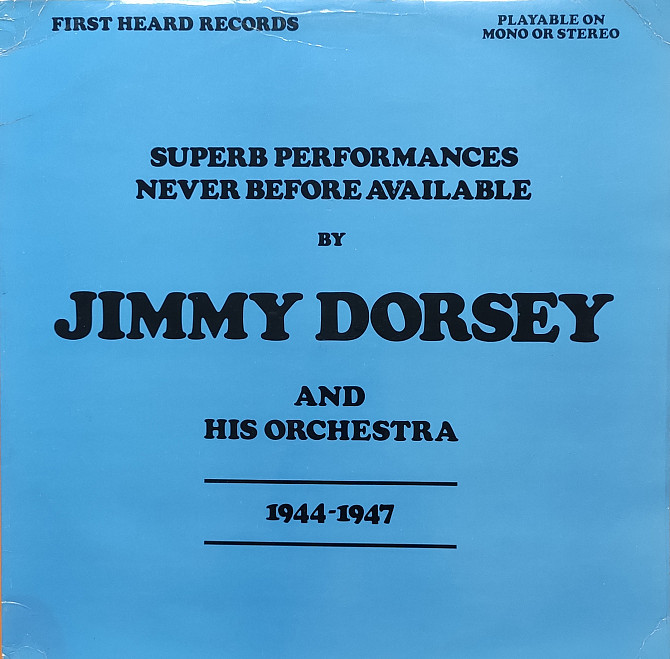 FIRST HEARD RECORDS
PLAYABLE ON
MONO OR STEREO
SUPERB PERFORMANCES
NEVER BEFORE AVAILABLE
BY
JIMMY DORSEY
AND
HIS ORCHESTRA
1944-1947